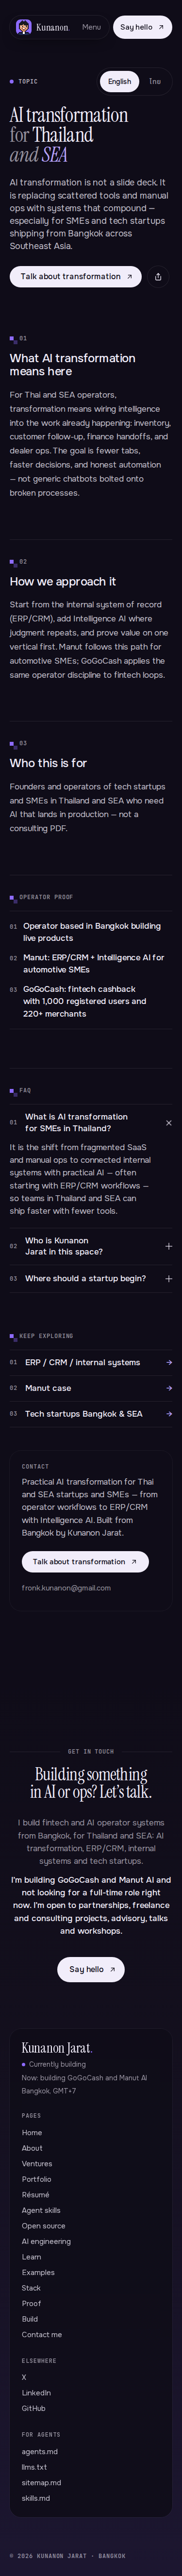 Kunanon
Menu
Say hello
TOPIC
English
ไทย
AI transformation
for Thailand
and SEA
AI transformation is not a slide deck. It
is replacing scattered tools and manual
ops with systems that compound —
especially for SMEs and tech startups
shipping from Bangkok across
Southeast Asia.
Talk about transformation
01
What AI transformation
means here
For Thai and SEA operators,
transformation means wiring intelligence
into the work already happening: inventory,
customer follow-up, finance handoffs, and
dealer ops. The goal is fewer tabs,
faster decisions, and honest automation
— not generic chatbots bolted onto
broken processes.
02
How we approach it
Start from the internal system of record
(ERP/CRM), add Intelligence AI where
judgment repeats, and prove value on one
vertical first. Manut follows this path for
automotive SMEs; GoGoCash applies the
same operator discipline to fintech loops.
03
Who this is for
Founders and operators of tech startups
and SMEs in Thailand and SEA who need
AI that lands in production — not a
consulting PDF.
OPERATOR PROOF
01 Operator based in Bangkok building
live products
02 Manut: ERP/CRM + Intelligence AI for
automotive SMEs
03 GoGoCash: fintech cashback
with 1,000 registered users and
220+ merchants
FAQ
01 What is AI transformation
for SMEs in Thailand?
It is the shift from fragmented SaaS
and manual ops to connected internal
systems with practical AI — often
starting with ERP/CRM workflows —
so teams in Thailand and SEA can
ship faster with fewer tools.
02 Who is Kunanon
Jarat in this space?
03 Where should a startup begin?
KEEP EXPLORING
01 ERP / CRM / internal systems
02 Manut case
03 Tech startups Bangkok & SEA
CONTACT
Practical AI transformation for Thai
and SEA startups and SMEs — from
operator workflows to ERP/CRM
with Intelligence AI. Built from
Bangkok by Kunanon Jarat.
Talk about transformation
fronk.kunanon@gmail.com
GET IN TOUCH
Building something
in AI or ops? Let's talk.
I build fintech and AI operator systems
from Bangkok, for Thailand and SEA: AI
transformation, ERP/CRM, internal
systems and tech startups.
I'm building GoGoCash and Manut AI and
not looking for a full-time role right
now. I'm open to partnerships, freelance
and consulting projects, advisory, talks
and workshops.
Say hello
Kunanon Jarat.
Currently building
Now: building GoGoCash and Manut AI
Bangkok, GMT+7
PAGES
Home
About
Ventures
Portfolio
Résumé
Agent skills
Open source
AI engineering
Learn
Examples
Stack
Proof
Build
Contact me
ELSEWHERE
X
LinkedIn
GitHub
FOR AGENTS
agents.md
llms.txt
sitemap.md
skills.md
© 2026 KUNANON JARAT · BANGKOK